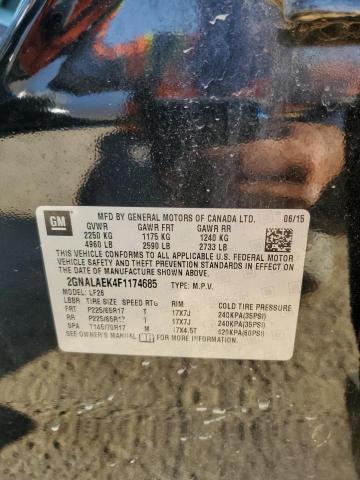 GM
MFD BY GENERAL MOTORS OF CANADA LTD. 06/15
GVWR GAWR FRT GAWR RR
2250 KG 1175 KG 1240 KG
4960 LB 2590 LB 2733 LB
THIS VEHICLE CONFORMS TO ALL APPLICABLE U.S. FEDERAL
MOTOR VEHICLE SAFETY, BUMPER, AND THEFT PREVENTION
STANDARDS IN EFFECT ON THE DATE OF MANUFACTURE
SHOWN ABOVE.
2GNALAEK4F1174685 TYPE: M.P.V.
MODEL: LF26
LBBR TIRE SIZE SPEED RTG RIM COLD TIRE PRESSURE
FRT P225/65R17 T 17X7J 240KPA(35PSI)
RR P225/65R17 T 17X7J 240KPA(35PSI)
SPA T145/70R17 17X4.5T 420KPA(60PSI)
SEE OWNER'S MANUAL FOR MORE INFORMATION.